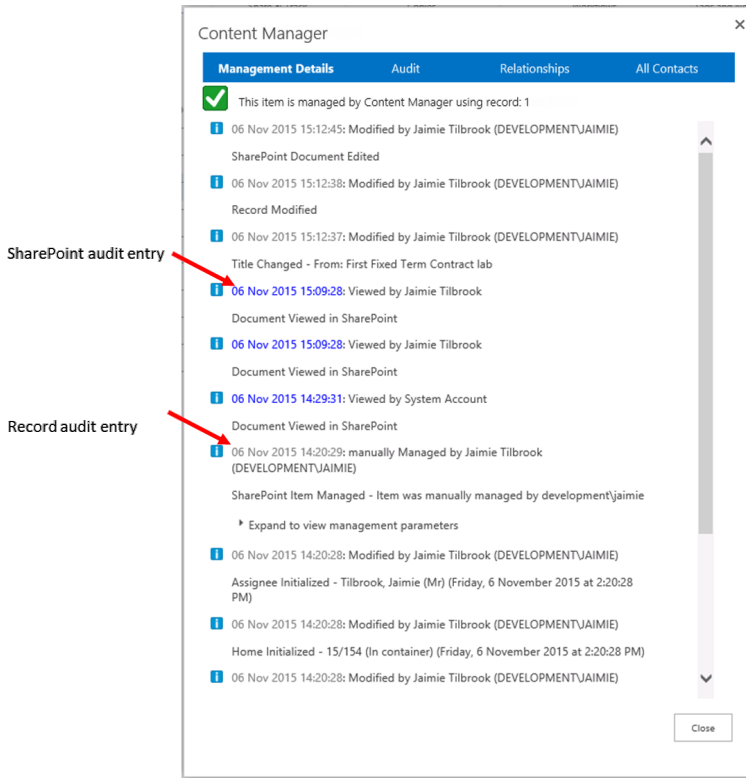 Content Manager
Management Details Audit Relationships All Contacts
This item is managed by Content Manager using record: 1
06 Nov 2015 15:12:45: Modified by Jaimie Tilbrook (DEVELOPMENT\JAIMIE)
SharePoint Document Edited
06 Nov 2015 15:12:38: Modified by Jaimie Tilbrook (DEVELOPMENT\JAIMIE)
Record Modified
06 Nov 2015 15:12:37: Modified by Jaimie Tilbrook (DEVELOPMENT\JAIMIE)
SharePoint audit entry
Title Changed - From: First Fixed Term Contract lab
06 Nov 2015 15:09:28: Viewed by Jaimie Tilbrook
Document Viewed in SharePoint
06 Nov 2015 15:09:28: Viewed by Jaimie Tilbrook
Document Viewed in SharePoint
06 Nov 2015 14:29:31: Viewed by System Account
Record audit entry
Document Viewed in SharePoint
06 Nov 2015 14:20:29: manually Managed by Jaimie Tilbrook
(DEVELOPMENT\JAIMIE)
SharePoint Item Managed - Item was manually managed by development\jaimie
Expand to view management parameters
06 Nov 2015 14:20:28: Modified by Jaimie Tilbrook (DEVELOPMENT\JAIMIE)
Assignee Initialized - Tilbrook, Jaimie (Mr) (Friday, 6 November 2015 at 2:20:28
PM)
06 Nov 2015 14:20:28: Modified by Jaimie Tilbrook (DEVELOPMENT\JAIMIE)
Home Initialized - 15/154 (In container) (Friday, 6 November 2015 at 2:20:28 PM)
06 Nov 2015 14:20:28: Modified by Jaimie Tilbrook (DEVELOPMENT\JAIMIE)
Close